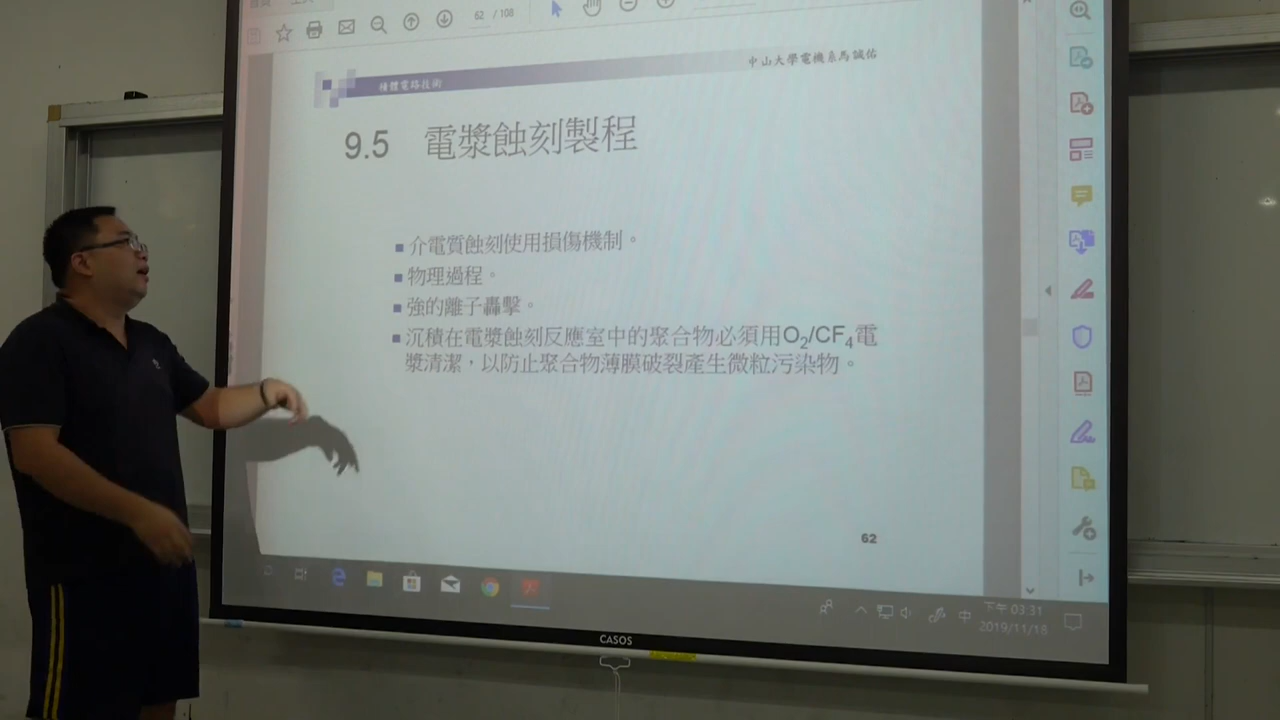 62 / 108
積體電路技術
中山大學電機系馬誠佑
9.5 電漿蝕刻製程
■ 介電質蝕刻使用損傷機制。
■ 物理過程。
■ 強的離子轟擊。
■ 沉積在電漿蝕刻反應室中的聚合物必須用O₂/CF₄電
漿清潔，以防止聚合物薄膜破裂產生微粒污染物。
62
中
下午 03:31
2019/11/18
CASOS